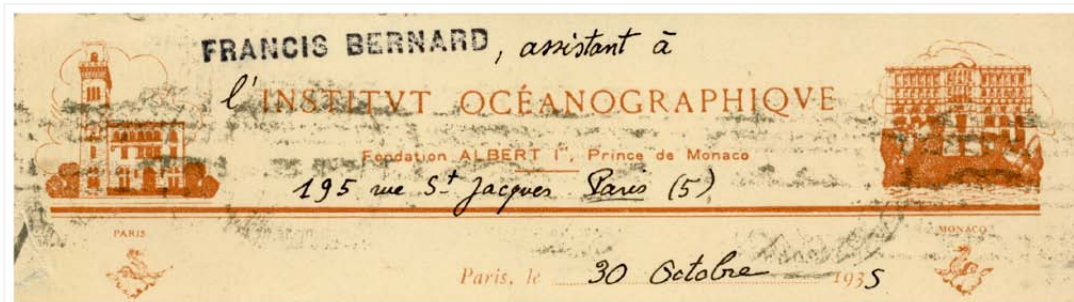 FRANCIS BERNARD, assistant à
l'INSTITVT OCÉANOGRAPHIQVE
Fondation ALBERT Iᵉʳ, Prince de Monaco
195 rue Sᵗ Jacques Paris (5)
PARIS
MONACO
Paris, le 30 Octobre 1935